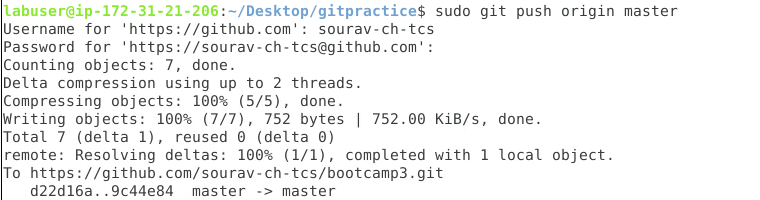 labuser@ip-172-31-21-206:~/Desktop/gitpractice$ sudo git push origin master
Username for 'https://github.com': sourav-ch-tcs
Password for 'https://sourav-ch-tcs@github.com':
Counting objects: 7, done.
Delta compression using up to 2 threads.
Compressing objects: 100% (5/5), done.
Writing objects: 100% (7/7), 752 bytes | 752.00 KiB/s, done.
Total 7 (delta 1), reused 0 (delta 0)
remote: Resolving deltas: 100% (1/1), completed with 1 local object.
To https://github.com/sourav-ch-tcs/bootcamp3.git
   d22d16a..9c44e84  master -> master